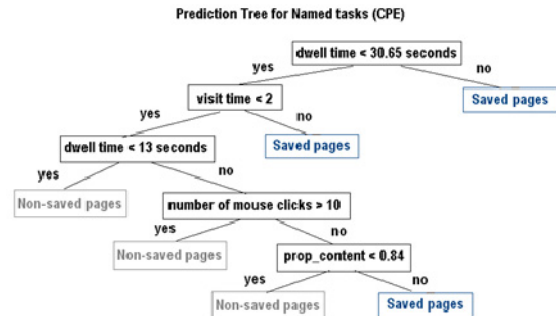 Prediction Tree for Named tasks (CPE)
dwell time < 30.65 seconds
yes
no
visit time < 2
Saved pages
yes
no
dwell time < 13 seconds
Saved pages
yes
no
Non-saved pages
number of mouse clicks > 10
yes
no
Non-saved pages
prop_content < 0.84
yes
no
Non-saved pages
Saved pages